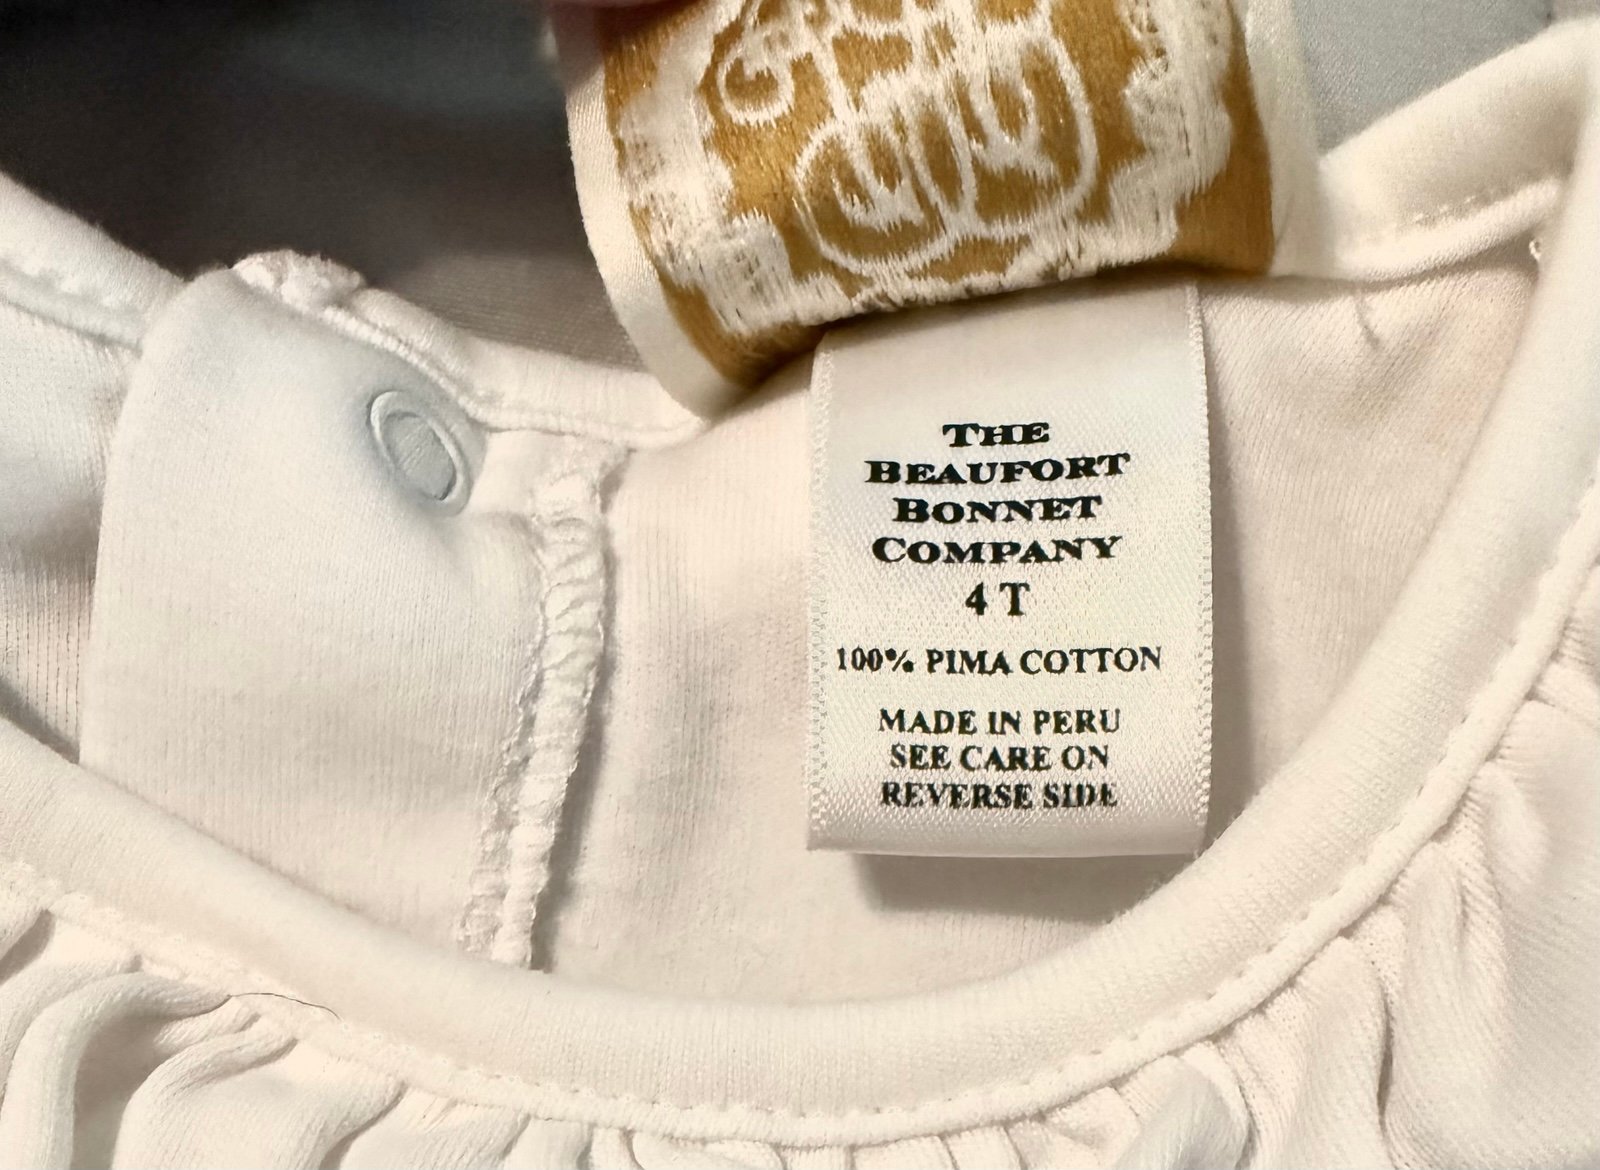 THE
BEAUFORT
BONNET
COMPANY
4 T
100% PIMA COTTON
MADE IN PERU
SEE CARE ON
REVERSE SIDE